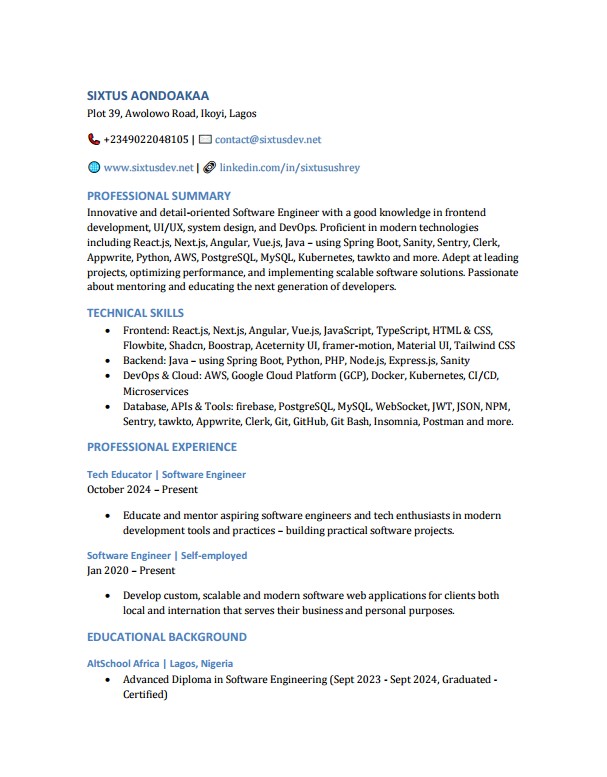 SIXTUS AONDOAKAA
Plot 39, Awolowo Road, Ikoyi, Lagos
+2349022048105 | contact@sixtusdev.net
www.sixtusdev.net | linkedin.com/in/sixtusushrey
PROFESSIONAL SUMMARY
Innovative and detail-oriented Software Engineer with a good knowledge in frontend
development, UI/UX, system design, and DevOps. Proficient in modern technologies
including React.js, Next.js, Angular, Vue.js, Java – using Spring Boot, Sanity, Sentry, Clerk,
Appwrite, Python, AWS, PostgreSQL, MySQL, Kubernetes, tawkto and more. Adept at leading
projects, optimizing performance, and implementing scalable software solutions. Passionate
about mentoring and educating the next generation of developers.
TECHNICAL SKILLS
• Frontend: React.js, Next.js, Angular, Vue.js, JavaScript, TypeScript, HTML & CSS,
Flowbite, Shadcn, Boostrap, Aceternity UI, framer-motion, Material UI, Tailwind CSS
• Backend: Java – using Spring Boot, Python, PHP, Node.js, Express.js, Sanity
• DevOps & Cloud: AWS, Google Cloud Platform (GCP), Docker, Kubernetes, CI/CD,
Microservices
• Database, APIs & Tools: firebase, PostgreSQL, MySQL, WebSocket, JWT, JSON, NPM,
Sentry, tawkto, Appwrite, Clerk, Git, GitHub, Git Bash, Insomnia, Postman and more.
PROFESSIONAL EXPERIENCE
Tech Educator | Software Engineer
October 2024 – Present
• Educate and mentor aspiring software engineers and tech enthusiasts in modern
development tools and practices – building practical software projects.
Software Engineer | Self-employed
Jan 2020 – Present
• Develop custom, scalable and modern software web applications for clients both
local and internation that serves their business and personal purposes.
EDUCATIONAL BACKGROUND
AltSchool Africa | Lagos, Nigeria
• Advanced Diploma in Software Engineering (Sept 2023 - Sept 2024, Graduated -
Certified)